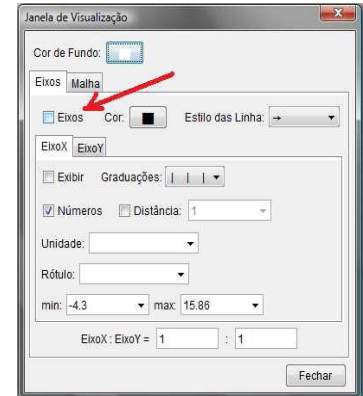 Janela de Visualização
Cor de Fundo:
Eixos Malha
Eixos Cor: Estilo das Linha:
EixoX EixoY
Exibir Graduações:
Números Distância: 1
Unidade:
Rótulo:
min: -4.3 max: 15.86
EixoX : EixoY = 1 : 1
Fechar